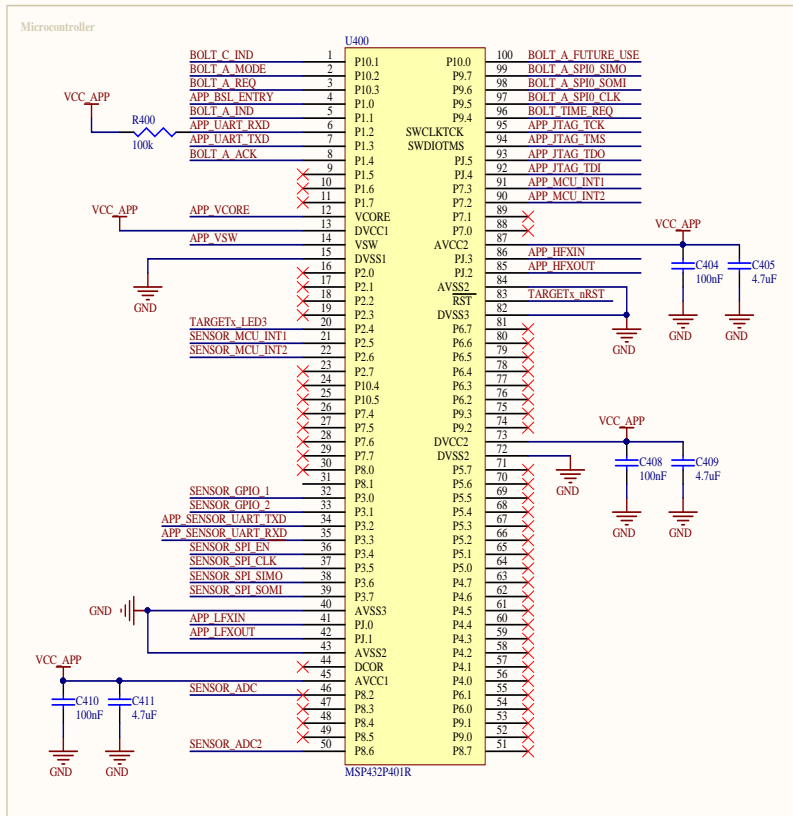 Microcontroller
U400
BOLT_C_IND 1 P10.1 P10.0 100 BOLT_A_FUTURE_USE
BOLT_A_MODE 2 P10.2 P9.7 99 BOLT_A_SPI0_SIMO
BOLT_A_REQ 3 P10.3 P9.6 98 BOLT_A_SPI0_SOMI
VCC_APP APP_BSL_ENTRY 4 P1.0 P9.5 97 BOLT_A_SPI0_CLK
BOLT_A_IND 5 P1.1 P9.4 96 BOLT_TIME_REQ
R400 APP_UART_RXD 6 P1.2 SWCLKTCK 95 APP_JTAG_TCK
100k APP_UART_TXD 7 P1.3 SWDIOTMS 94 APP_JTAG_TMS
BOLT_A_ACK 8 P1.4 PJ.5 93 APP_JTAG_TDO
9 P1.5 PJ.4 92 APP_JTAG_TDI
10 P1.6 P7.3 91 APP_MCU_INT1
11 P1.7 P7.2 90 APP_MCU_INT2
VCC_APP APP_VCORE 12 VCORE P7.1 89
13 DVCC1 P7.0 88 VCC_APP
APP_VSW 14 VSW AVCC2 87
15 DVSS1 PJ.3 86 APP_HFXIN C404 C405
16 P2.0 PJ.2 85 APP_HFXOUT 100nF 4.7uF
17 P2.1 AVSS2 84
18 P2.2 RST 83 TARGETx_nRST
GND 19 P2.3 DVSS3 82 GND GND
TARGETx_LED3 20 P2.4 P6.7 81
SENSOR_MCU_INT1 21 P2.5 P6.6 80 GND
SENSOR_MCU_INT2 22 P2.6 P6.5 79
23 P2.7 P6.4 78
24 P10.4 P6.3 77
25 P10.5 P6.2 76
26 P7.4 P9.3 75
27 P7.5 P9.2 74 VCC_APP
28 P7.6 DVCC2 73
29 P7.7 DVSS2 72
30 P8.0 P5.7 71 C408 C409
31 P8.1 P5.6 70 100nF 4.7uF
SENSOR_GPIO_1 32 P3.0 P5.5 69 GND
SENSOR_GPIO_2 33 P3.1 P5.4 68
APP_SENSOR_UART_TXD 34 P3.2 P5.3 67 GND GND
APP_SENSOR_UART_RXD 35 P3.3 P5.2 66
SENSOR_SPI_EN 36 P3.4 P5.1 65
SENSOR_SPI_CLK 37 P3.5 P5.0 64
SENSOR_SPI_SIMO 38 P3.6 P4.7 63
SENSOR_SPI_SOMI 39 P3.7 P4.6 62
GND 40 AVSS3 P4.5 61
APP_LFXIN 41 PJ.0 P4.4 60
APP_LFXOUT 42 PJ.1 P4.3 59
43 AVSS2 P4.2 58
VCC_APP 44 DCOR P4.1 57
45 AVCC1 P4.0 56
SENSOR_ADC 46 P8.2 P6.1 55
C410 C411 47 P8.3 P6.0 54
100nF 4.7uF 48 P8.4 P9.1 53
49 P8.5 P9.0 52
SENSOR_ADC2 50 P8.6 P8.7 51
GND GND MSP432P401R